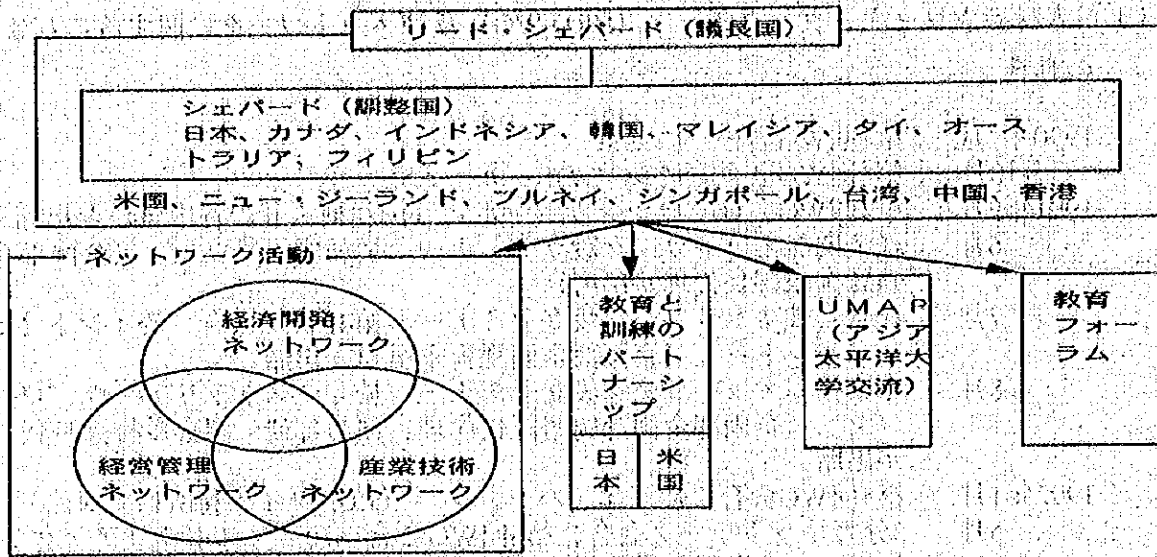 リード・シェパード(議長国)
シェパード(調整国)
日本、カナダ、インドネシア、韓国、マレイシア、タイ、オース
トラリア、フィリピン
米国、ニュー・ジーランド、ブルネイ、シンガポール、台湾、中国、香港
ネットワーク活動
経済開発
ネットワーク
経営管理
ネットワーク
産業技術
ネットワーク
教育と
訓練の
パート
ナーシ
ップ
日本
米国
UMAP
(アジア
太平洋大
学交流)
教育
フォー
ラム